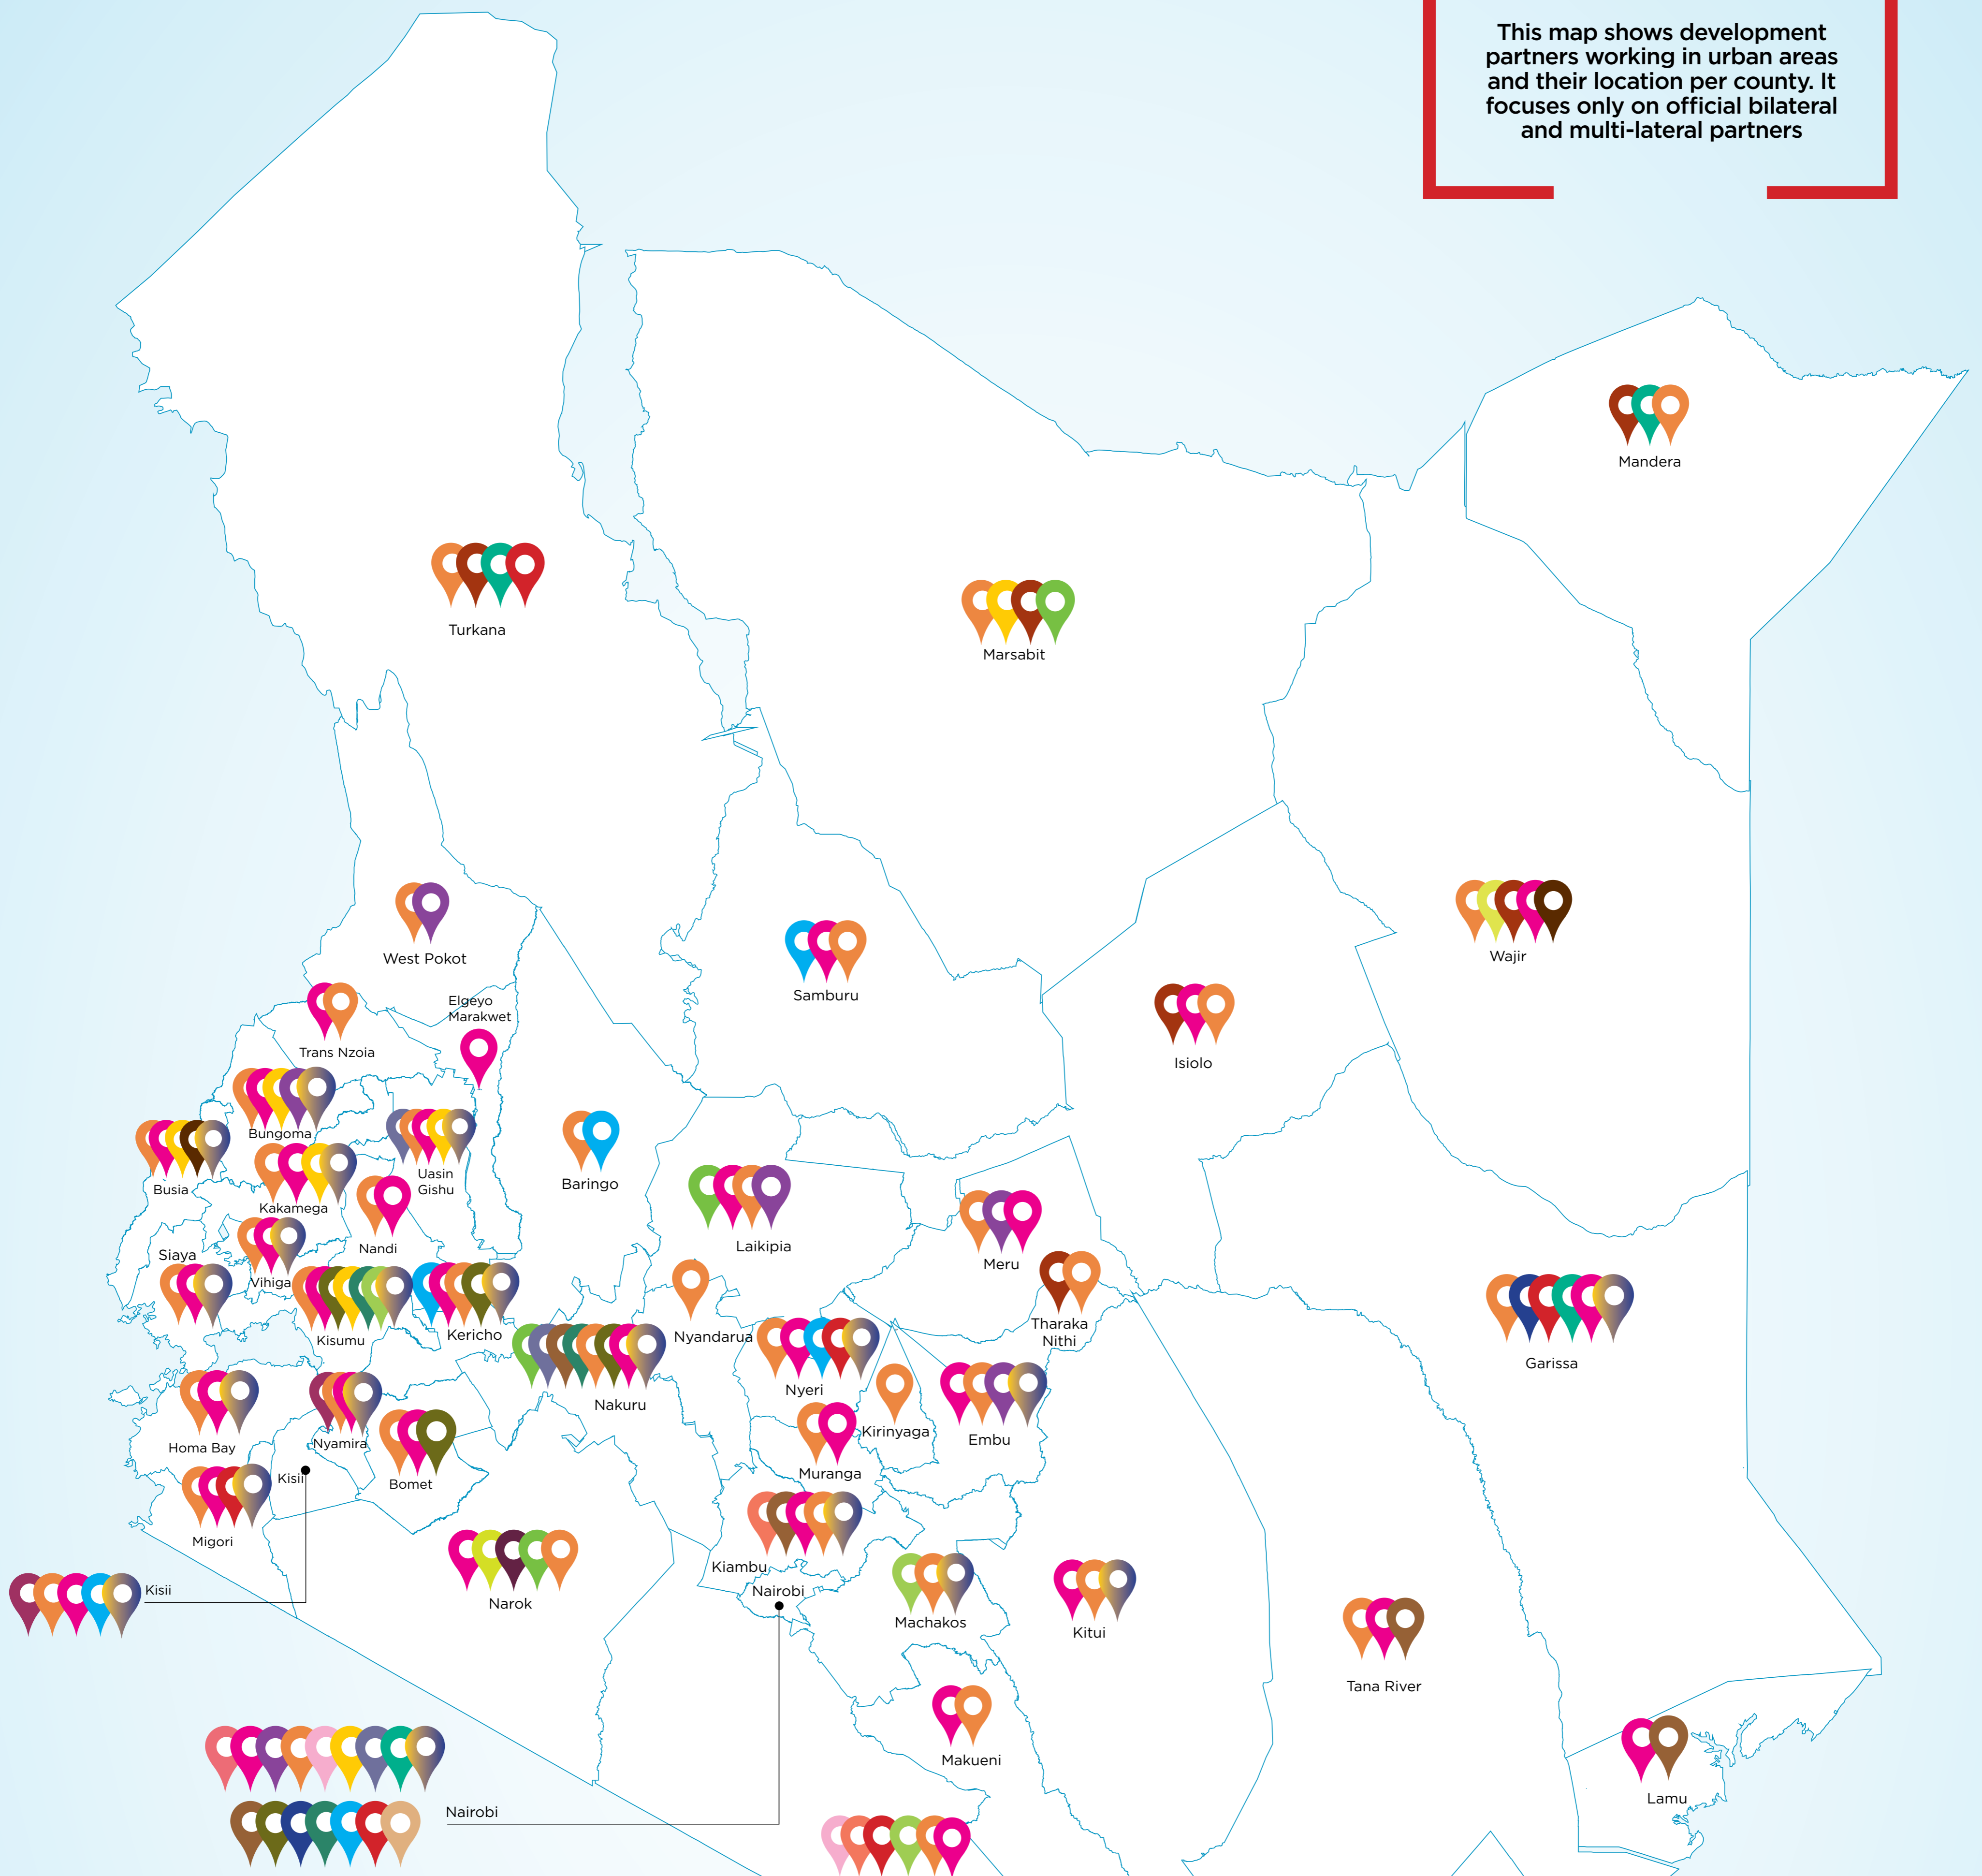 This map shows development
partners working in urban areas
and their location per county. It
focuses only on official bilateral
and multi-lateral partners
Mandera
Turkana
Marsabit
West Pokot
Wajir
Samburu
Elgeyo
Marakwet
Trans Nzoia
Isiolo
Bungoma
Uasin
Gishu
Busia
Baringo
Kakamega
Laikipia
Nandi
Siaya
Meru
Vihiga
Tharaka
Nithi
Kisumu
Kericho
Nyandarua
Garissa
Nyeri
Nakuru
Kirinyaga
Embu
Homa Bay
Nyamira
Muranga
Kisii
Bomet
Migori
Kiambu
Kisii
Nairobi
Narok
Machakos
Kitui
Tana River
Makueni
Lamu
Nairobi